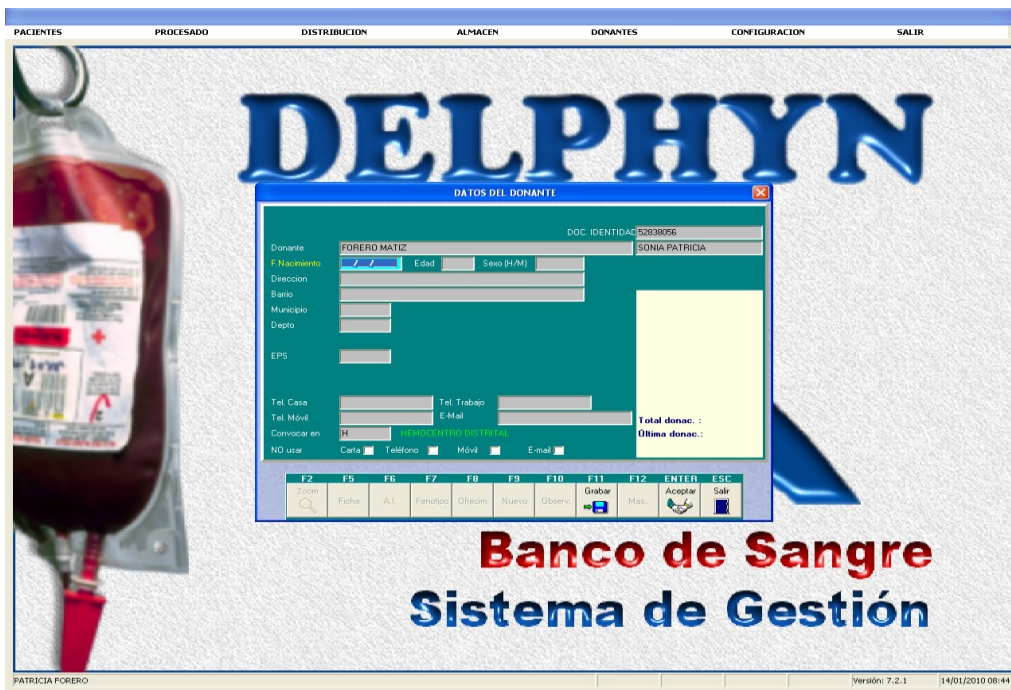 PACIENTES PROCESADO DISTRIBUCION ALMACEN DONANTES CONFIGURACION SALIR
DELPHYN
DATOS DEL DONANTE
DOC. IDENTIDAD 52838056
Donante FORERO MATIZ SONIA PATRICIA
F.Nacimiento / / Edad Sexo (H/M)
Direccion
Barrio
Municipio
Depto
EPS
Tel. Casa Tel. Trabajo
Tel. Móvil E-Mail
Total donac. :
Convocar en H HEMOCENTRO DISTRITAL
Última donac.:
NO usar Carta Teléfono Móvil E-mail
F2 F5 F6 F7 F8 F9 F10 F11 F12 ENTER ESC
Zoom Ficha A.I. Fenotipo Ofrecim. Nuevo Observ. Grabar Mas.. Aceptar Salir
Banco de Sangre
Sistema de Gestión
PATRICIA FORERO Versión: 7.2.1 14/01/2010 08:44